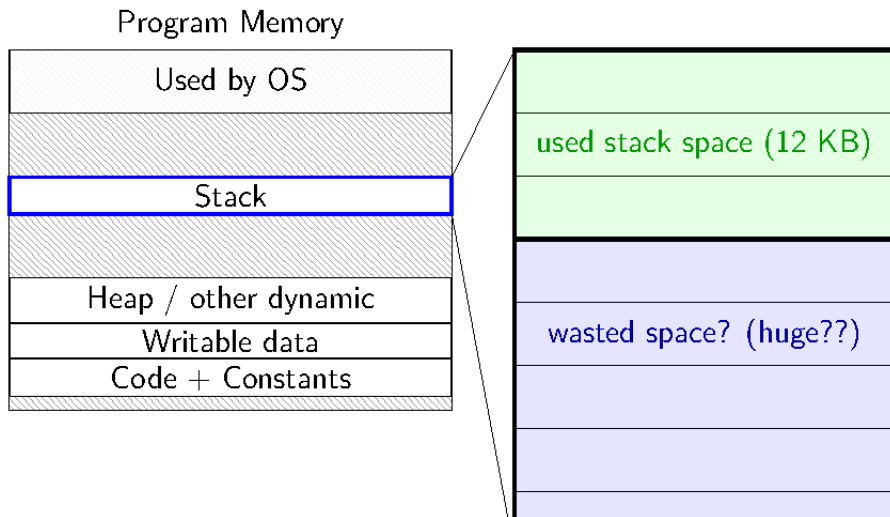 Program Memory
Used by OS
Stack
Heap / other dynamic
Writable data
Code + Constants
used stack space (12 KB)
wasted space? (huge??)